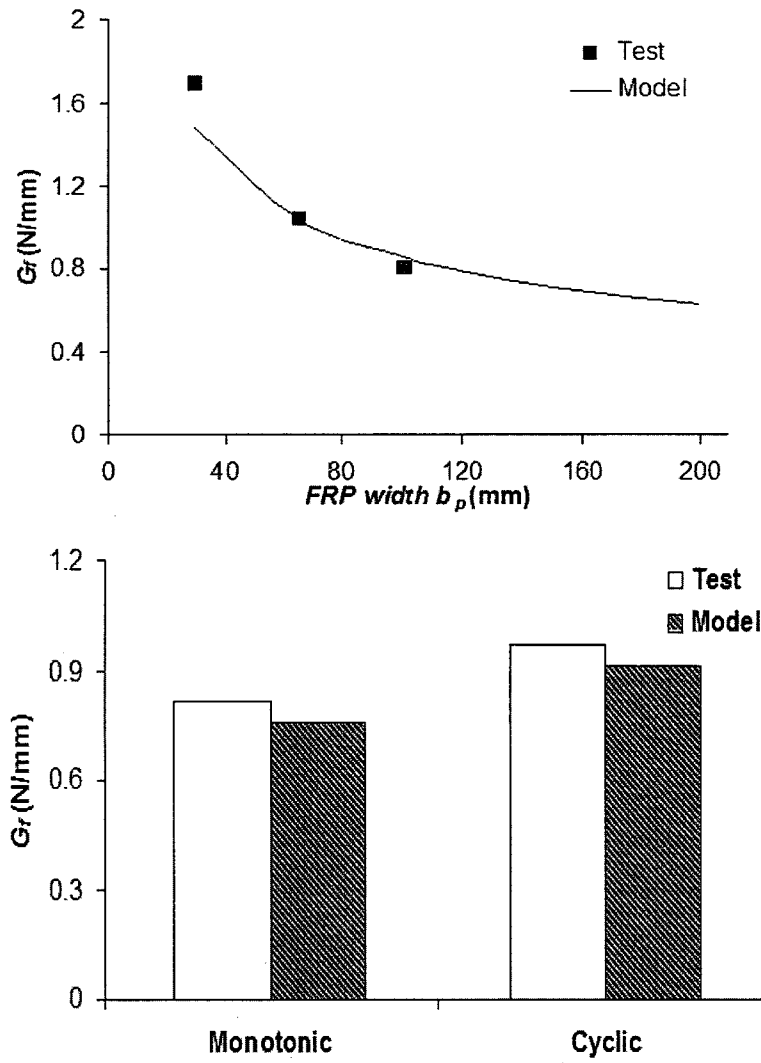 2
Test
Model
1.6
1.2
Gf (N/mm)
0.8
0.4
0
0 40 80 120 160 200
FRP width bp (mm)
1.2
Test
Model
0.9
0.6
Gf (N/mm)
0.3
0
Monotonic Cyclic